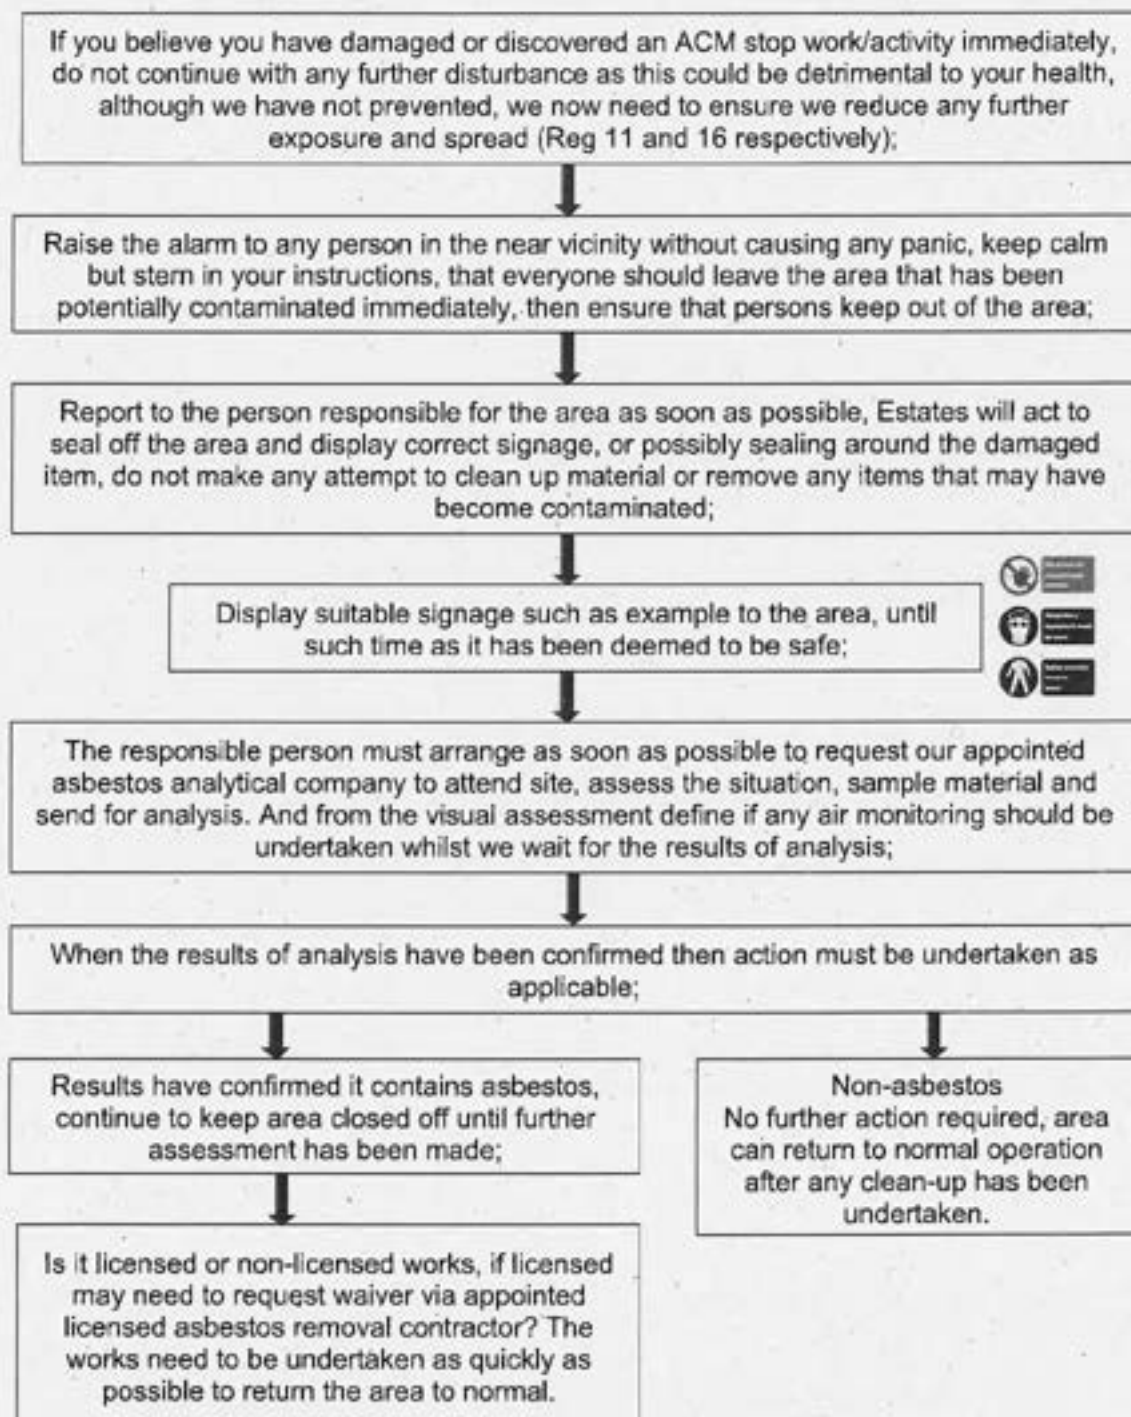 If you believe you have damaged or discovered an ACM stop work/activity immediately,
do not continue with any further disturbance as this could be detrimental to your health,
although we have not prevented, we now need to ensure we reduce any further
exposure and spread (Reg 11 and 16 respectively);
Raise the alarm to any person in the near vicinity without causing any panic, keep calm
but stern in your instructions, that everyone should leave the area that has been
potentially contaminated immediately, then ensure that persons keep out of the area;
Report to the person responsible for the area as soon as possible, Estates will act to
seal off the area and display correct signage, or possibly sealing around the damaged
item, do not make any attempt to clean up material or remove any items that may have
become contaminated;
Display suitable signage such as example to the area, until
such time as it has been deemed to be safe;
The responsible person must arrange as soon as possible to request our appointed
asbestos analytical company to attend site, assess the situation, sample material and
send for analysis. And from the visual assessment define if any air monitoring should be
undertaken whilst we wait for the results of analysis;
When the results of analysis have been confirmed then action must be undertaken as
applicable;
Results have confirmed it contains asbestos,
continue to keep area closed off until further
assessment has been made;
Non-asbestos
No further action required, area
can return to normal operation
after any clean-up has been
undertaken.
Is it licensed or non-licensed works, if licensed
may need to request waiver via appointed
licensed asbestos removal contractor? The
works need to be undertaken as quickly as
possible to return the area to normal.